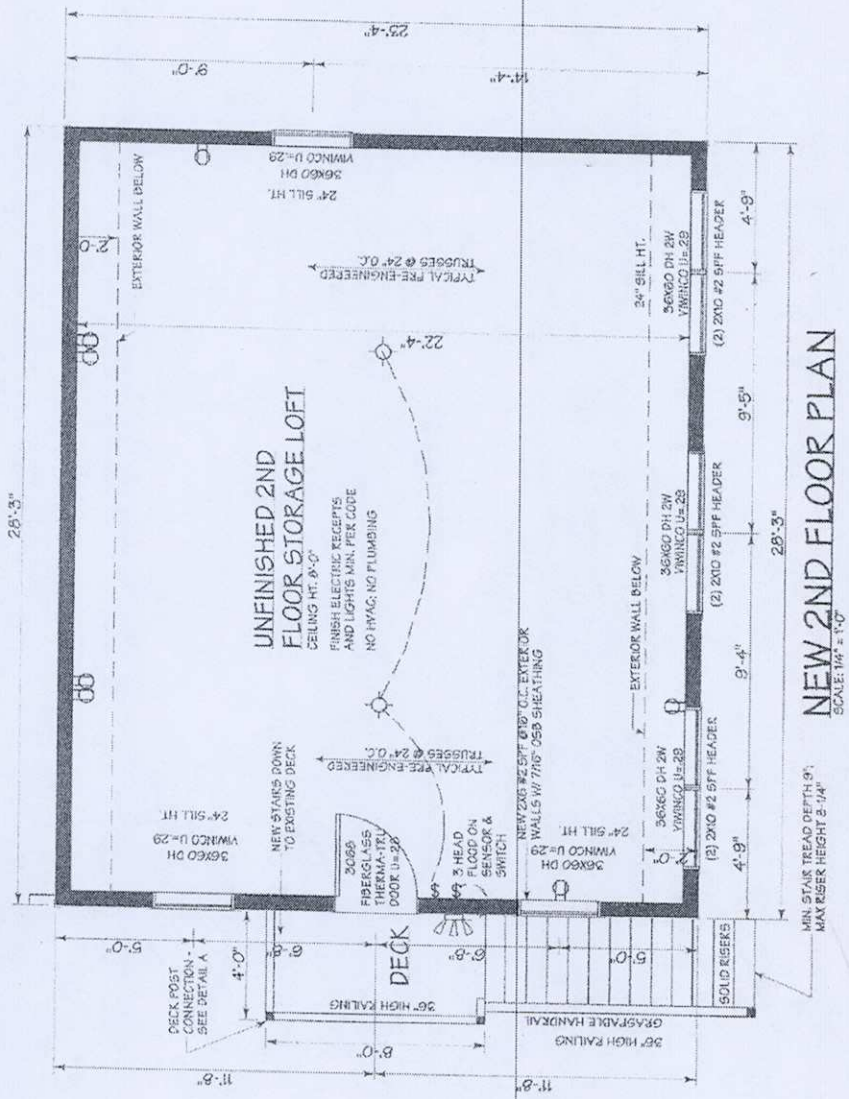 28'-3"
23'-4"
9'-0"
14'-4"
EXTERIOR WALL BELOW
2'-0"
24" SILL HT.
36X60 DH
VIWINCO U=.29
TYPICAL PRE-ENGINEERED
TRUSSES @ 24" O.C.
22'-4"
UNFINISHED 2ND
FLOOR STORAGE LOFT
CEILING HT. 8'-0"
FINISH ELECTRIC RECEPTS
AND LIGHTS MIN. PER CODE
NO HVAC; NO PLUMBING
TYPICAL PRE-ENGINEERED
TRUSSES @ 24" O.C.
NEW 2X6 #2 SPF @16" O.C. EXTERIOR
WALLS W/ 7/16" OSB SHEATHING
EXTERIOR WALL BELOW
24" SILL HT.
36X60 DH
VIWINCO U=.29
24" SILL HT.
NEW STAIRS DOWN
TO EXISTING DECK
3068
FIBERGLASS
THERMA-TRU
DOOR
3 HEAD
FLOOD ON
SENSOR &
SWITCH
36X60 DH
VIWINCO U=.29
24" SILL HT.
2'-0"
36X60 DH 2W
VIWINCO U=.29
(2) 2X10 #2 SPF HEADER
36X60 DH 2W
VIWINCO U=.29
(2) 2X10 #2 SPF HEADER
36X60 DH 2W
VIWINCO U=.29
(2) 2X10 #2 SPF HEADER
4'-9"
9'-4"
9'-5"
4'-9"
28'-3"
5'-0"
6'-8"
6'-8"
5'-0"
4'-0"
DECK
DECK POST
CONNECTION -
SEE DETAIL A
36" HIGH RAILING
8'-0"
11'-8"
11'-8"
36" HIGH RAILING
GRASPABLE HANDRAIL
SOLID RISERS
MIN. STAIR TREAD DEPTH 9";
MAX RISER HEIGHT 8-1/4"
NEW 2ND FLOOR PLAN
SCALE: 1/4" = 1'-0"